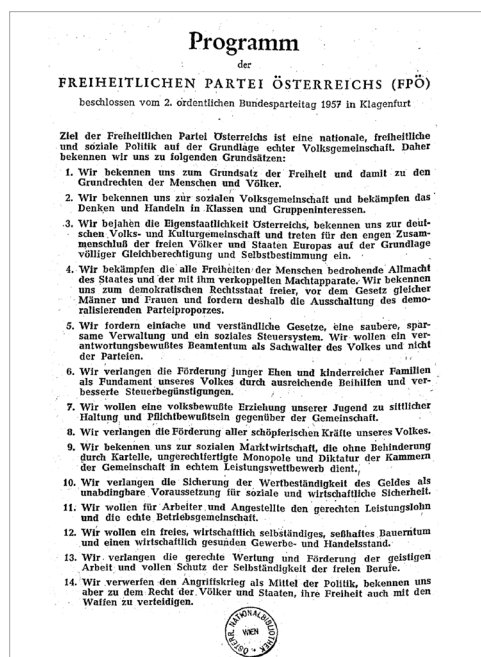 Programm
der
FREIHEITLICHEN PARTEI ÖSTERREICHS (FPÖ)
beschlossen vom 2. ordentlichen Bundesparteitag 1957 in Klagenfurt
Ziel der Freiheitlichen Partei Österreichs ist eine nationale, freiheitliche
und soziale Politik auf der Grundlage echter Volksgemeinschaft. Daher
bekennen wir uns zu folgenden Grundsätzen:
1. Wir bekennen uns zum Grundsatz der Freiheit und damit zu den
Grundrechten der Menschen und Völker.
2. Wir bekennen uns zur sozialen Volksgemeinschaft und bekämpfen das
Denken und Handeln in Klassen und Gruppeninteressen.
3. Wir bejahen die Eigenstaatlichkeit Österreichs, bekennen uns zur deut-
schen Volks- und Kulturgemeinschaft und treten für den engen Zusam-
menschluß der freien Völker und Staaten Europas auf der Grundlage
völliger Gleichberechtigung und Selbstbestimmung ein.
4. Wir bekämpfen die alle Freiheiten der Menschen bedrohende Allmacht
des Staates und der mit ihm verkoppelten Machtapparate. Wir bekennen
uns zum demokratischen Rechtsstaat freier, vor dem Gesetz gleicher
Männer und Frauen und fordern deshalb die Ausschaltung des demo-
ralisierenden Parteiproporzes.
5. Wir fordern einfache und verständliche Gesetze, eine saubere, spar-
same Verwaltung und ein soziales Steuersystem. Wir wollen ein ver-
antwortungsbewußtes Beamtentum als Sachwalter des Volkes und nicht
der Parteien.
6. Wir verlangen die Förderung junger Ehen und kinderreicher Familien
als Fundament unseres Volkes durch ausreichende Beihilfen und ver-
besserte Steuerbegünstigungen.
7. Wir wollen eine volksbewußte Erziehung unserer Jugend zu sittlicher
Haltung und Pflichtbewußtsein gegenüber der Gemeinschaft.
8. Wir verlangen die Förderung aller schöpferischen Kräfte unseres Volkes.
9. Wir bekennen uns zur sozialen Marktwirtschaft, die ohne Behinderung
durch Kartelle, ungerechtfertigte Monopole und Diktatur der Kammern
der Gemeinschaft in echtem Leistungswettbewerb dient.
10. Wir verlangen die Sicherung der Wertbeständigkeit des Geldes als
unabdingbare Voraussetzung für soziale und wirtschaftliche Sicherheit.
11. Wir wollen für Arbeiter und Angestellte den gerechten Leistungslohn
und die echte Betriebsgemeinschaft.
12. Wir wollen ein freies, wirtschaftlich selbständiges, seßhaftes Bauerntum
und einen wirtschaftlich gesunden Gewerbe- und Handelsstand.
13. Wir verlangen die gerechte Wertung und Förderung der geistigen
Arbeit und vollen Schutz der Selbständigkeit der freien Berufe.
14. Wir verwerfen den Angriffskrieg als Mittel der Politik, bekennen uns
aber zu dem Recht der Völker und Staaten, ihre Freiheit auch mit den
Waffen zu verteidigen.
ÖSTERR. NATIONALBIBLIOTHEK
WIEN